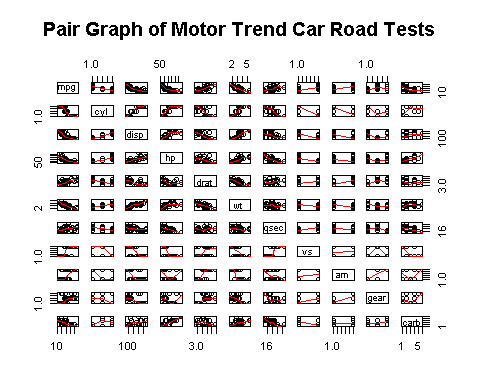 Pair Graph of Motor Trend Car Road Tests
1.0 50 2 5 1.0 1.0
mpg 10
1.0 cyl
disp 100
50 hp
drat 3.0
2 wt
qsec 16
1.0 vs
am 1.0
1.0 gear
carb 1
10 100 3.0 16 1.0 1 5